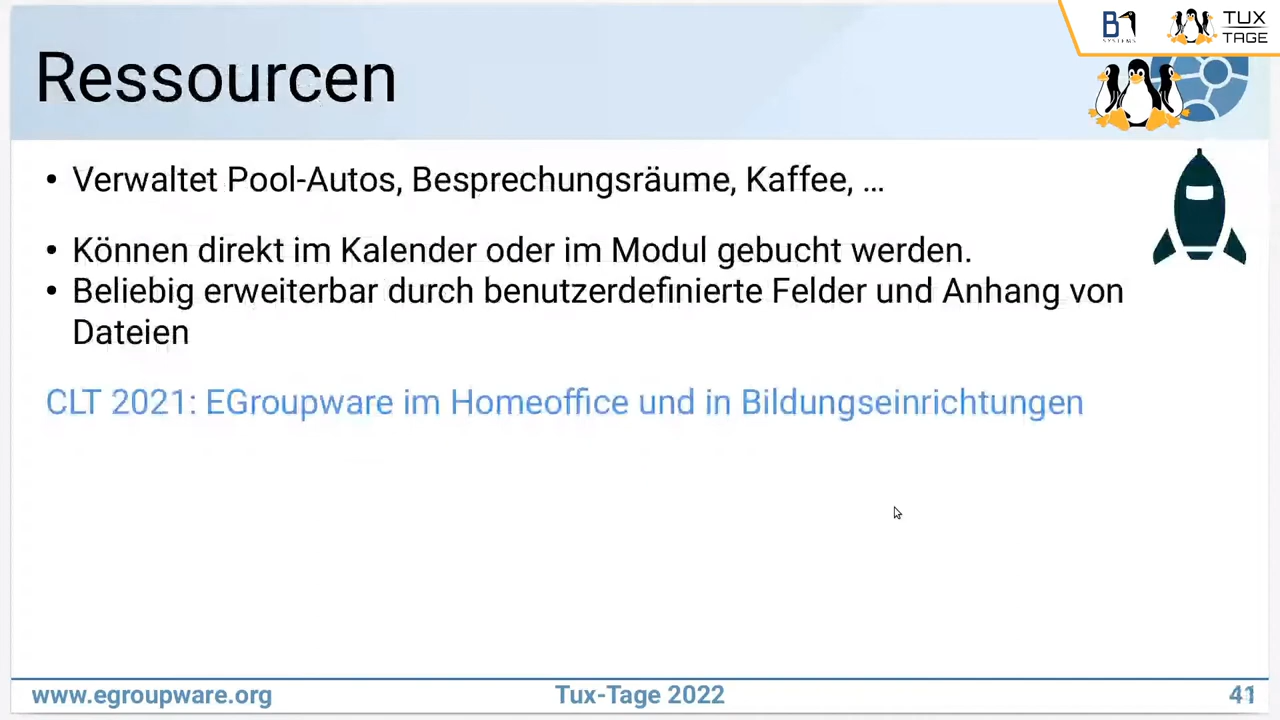 B1
SYSTEMS
TUX
TAGE
Ressourcen
• Verwaltet Pool-Autos, Besprechungsräume, Kaffee, ...
• Können direkt im Kalender oder im Modul gebucht werden.
• Beliebig erweiterbar durch benutzerdefinierte Felder und Anhang von
Dateien
CLT 2021: EGroupware im Homeoffice und in Bildungseinrichtungen
www.egroupware.org
Tux-Tage 2022
41